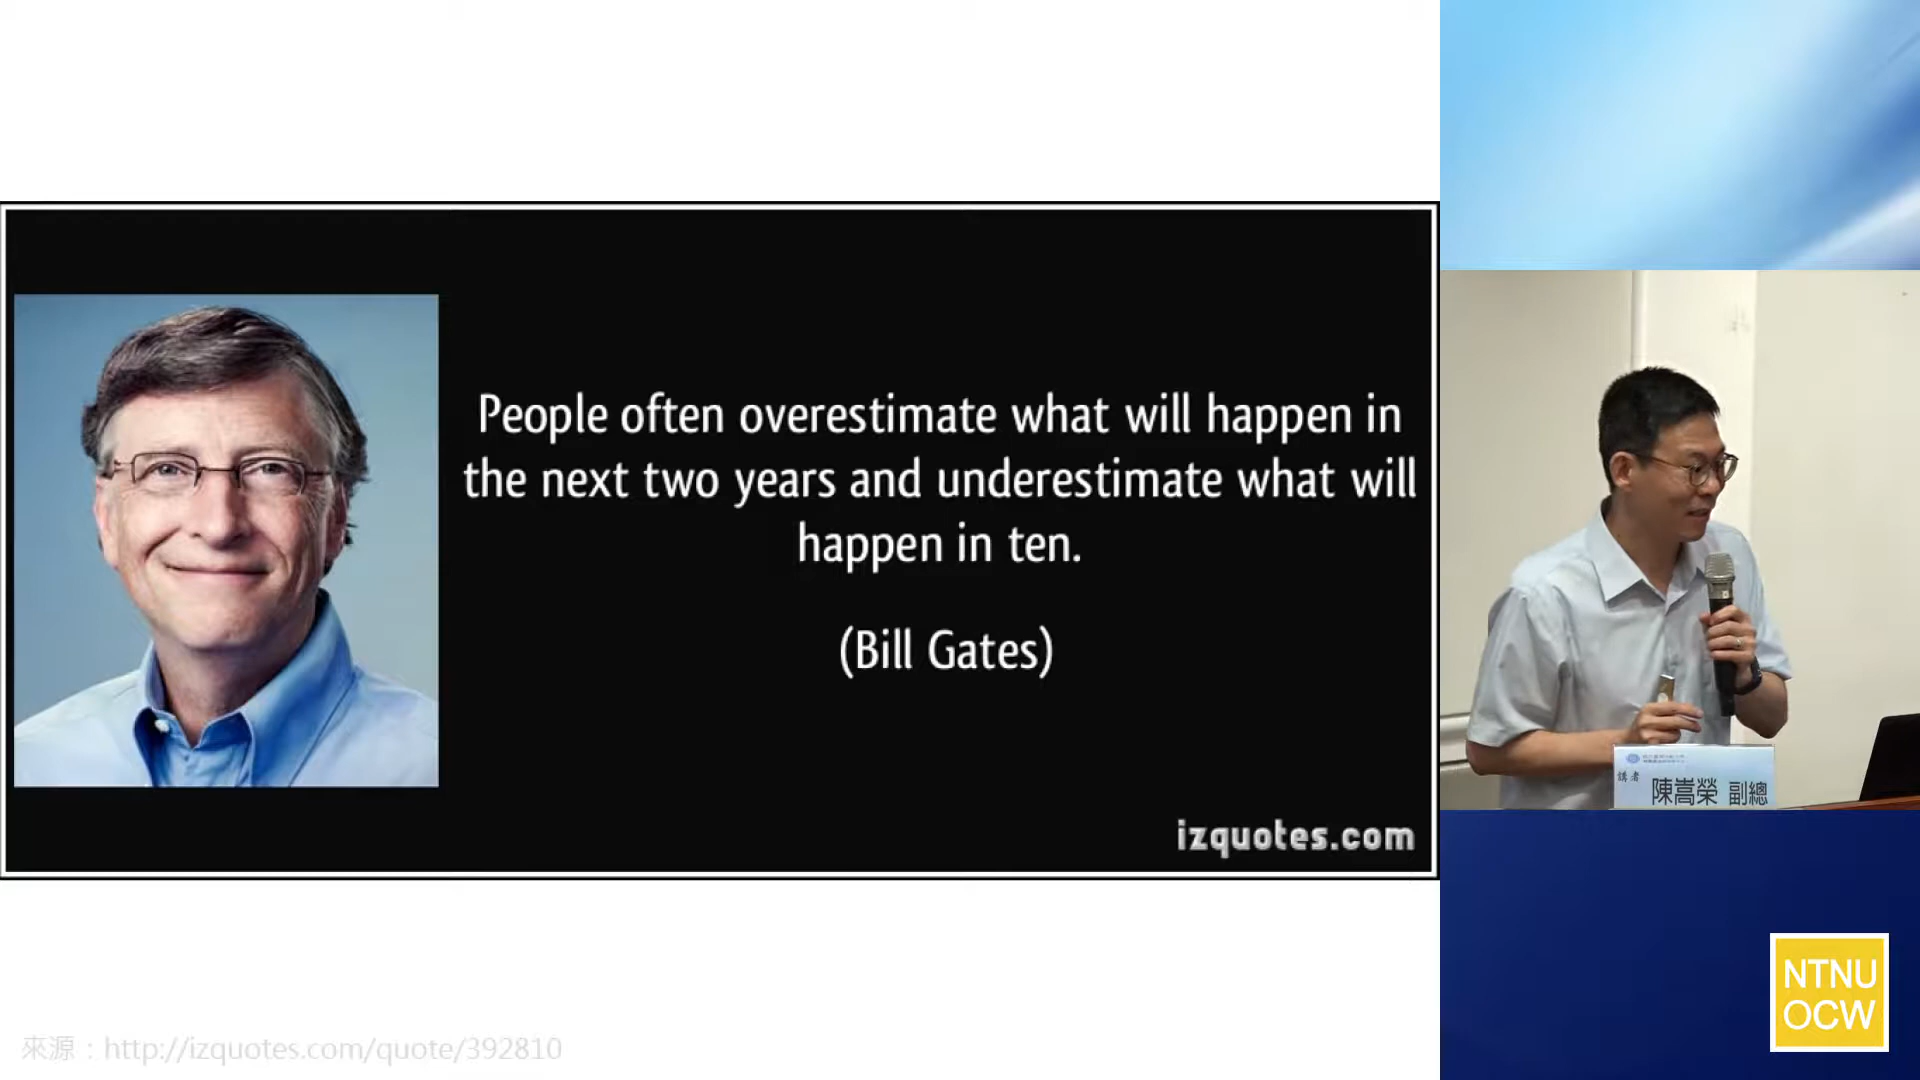 People often overestimate what will happen in
the next two years and underestimate what will
happen in ten.
(Bill Gates)
izquotes.com
來源：http://izquotes.com/quote/392810
講者
陳嵩榮 副總
NTNU
OCW